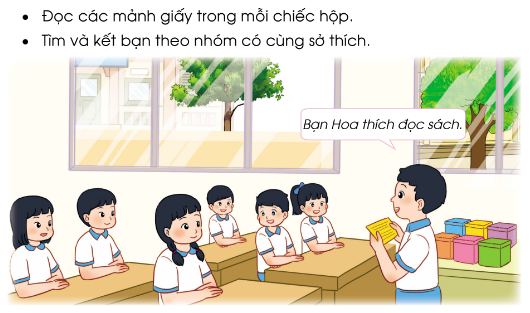 • Đọc các mảnh giấy trong mỗi chiếc hộp.
• Tìm và kết bạn theo nhóm có cùng sở thích.
Bạn Hoa thích đọc sách.